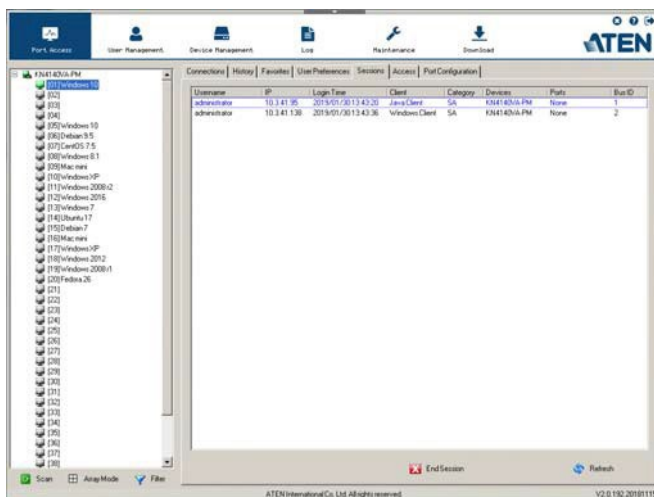 Port Access User Management Device Management Log Maintenance Download
ATEN
KN4140VA-PM
[01]Windows 10
[02]
[03]
[04]
[05]Windows 10
[06]Debian 9.5
[07]CentOS 7.5
[08]Windows 8.1
[09]Mac mini
[10]Windows XP
[11]Windows 2008 r2
[12]Windows 2016
[13]Windows 7
[14]Ubuntu 17
[15]Debian 7
[16]Mac mini
[17]Windows XP
[18]Windows 2012
[19]Windows 2008 r1
[20]Fedora 26
[21]
[22]
[23]
[24]
[25]
[26]
[27]
[28]
[29]
[30]
[31]
[32]
[33]
[34]
[35]
[36]
[37]
[38]
Scan Array Mode Filter
Connections History Favorites User Preferences Sessions Access Port Configuration
Username IP Login Time Client Category Devices Ports Bus ID
administrator 10.3.41.95 2019/01/30 13:43:20 Java Client SA KN4140VA-PM None 1
administrator 10.3.41.138 2019/01/30 13:43:36 Windows Client SA KN4140VA-PM None 2
End Session Refresh
ATEN International Co. Ltd. All rights reserved.
V2.0.192.20181115